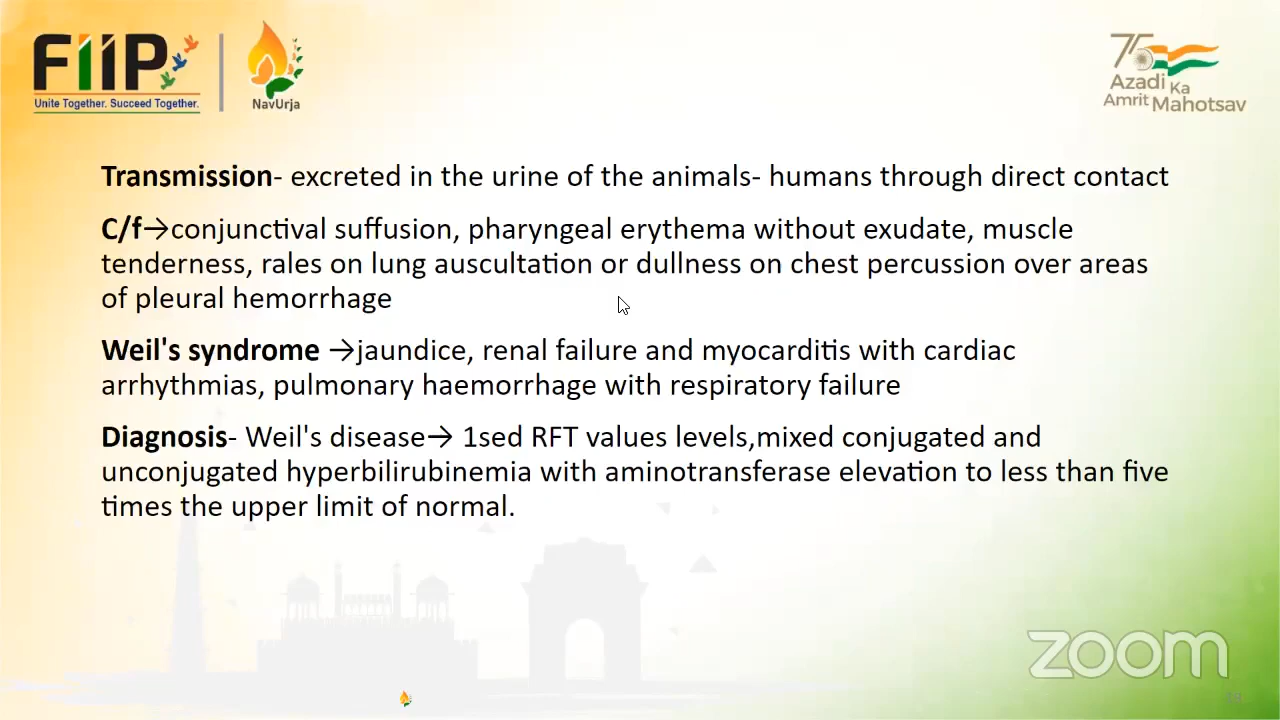 FIIP
Unite Together. Succeed Together.
NavUrja
75
Azadi Ka
Amrit Mahotsav
Transmission- excreted in the urine of the animals- humans through direct contact
C/f→conjunctival suffusion, pharyngeal erythema without exudate, muscle
tenderness, rales on lung auscultation or dullness on chest percussion over areas
of pleural hemorrhage
Weil's syndrome →jaundice, renal failure and myocarditis with cardiac
arrhythmias, pulmonary haemorrhage with respiratory failure
Diagnosis- Weil's disease→ 1sed RFT values levels,mixed conjugated and
unconjugated hyperbilirubinemia with aminotransferase elevation to less than five
times the upper limit of normal.
zoom